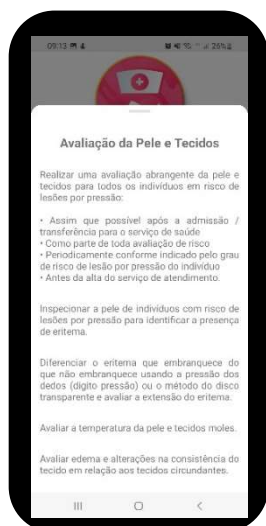 09:13
26%
Avaliação da Pele e Tecidos
Realizar uma avaliação abrangente da pele e
tecidos para todos os indivíduos em risco de
lesões por pressão:
• Assim que possível após a admissão /
transferência para o serviço de saúde
• Como parte de toda avaliação de risco
• Periodicamente conforme indicado pelo grau
de risco de lesão por pressão do indivíduo
• Antes da alta do serviço de atendimento.
Inspecionar a pele de indivíduos com risco de
lesões por pressão para identificar a presença
de eritema.
Diferenciar o eritema que embranquece do
que não embranquece usando a pressão dos
dedos (digito pressão) ou o método do disco
transparente e avaliar a extensão do eritema.
Avaliar a temperatura da pele e tecidos moles.
Avaliar edema e alterações na consistência do
tecido em relação aos tecidos circundantes.